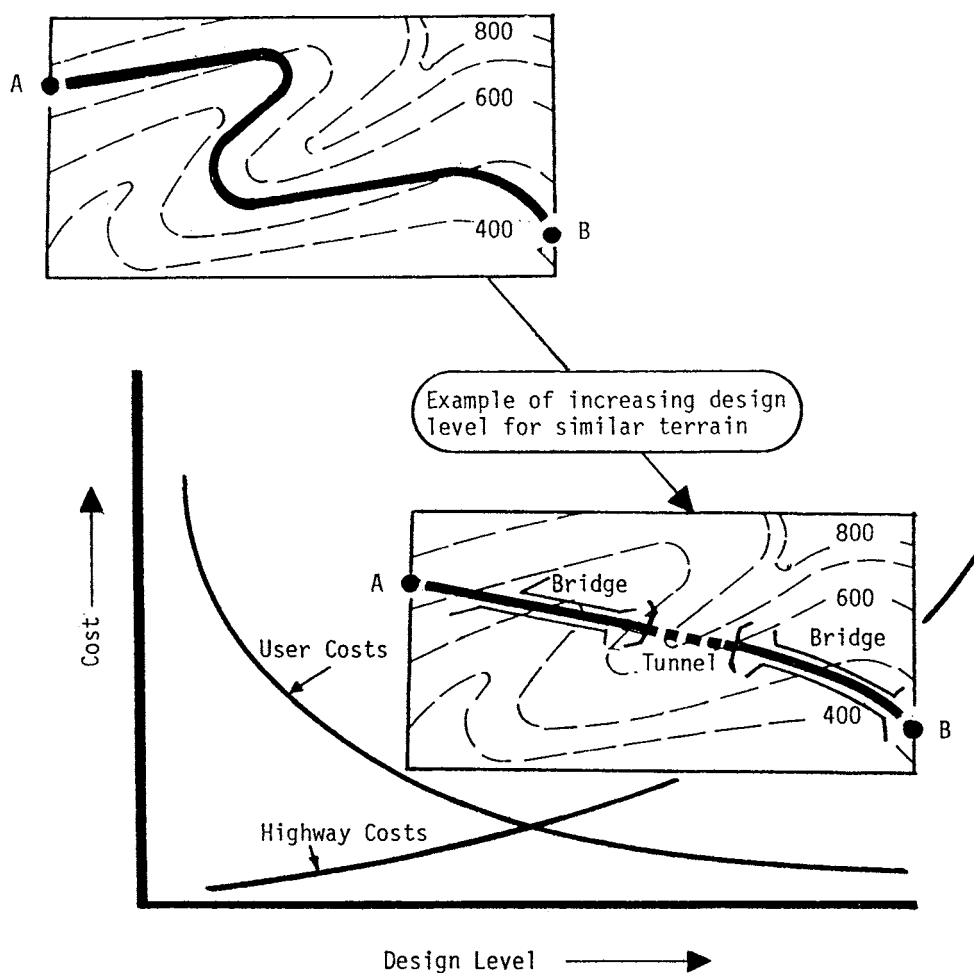 800
A
600
400
B
Example of increasing design
level for similar terrain
800
A
Bridge
600
Bridge
Tunnel
400
B
Cost
User Costs
Highway Costs
Design Level